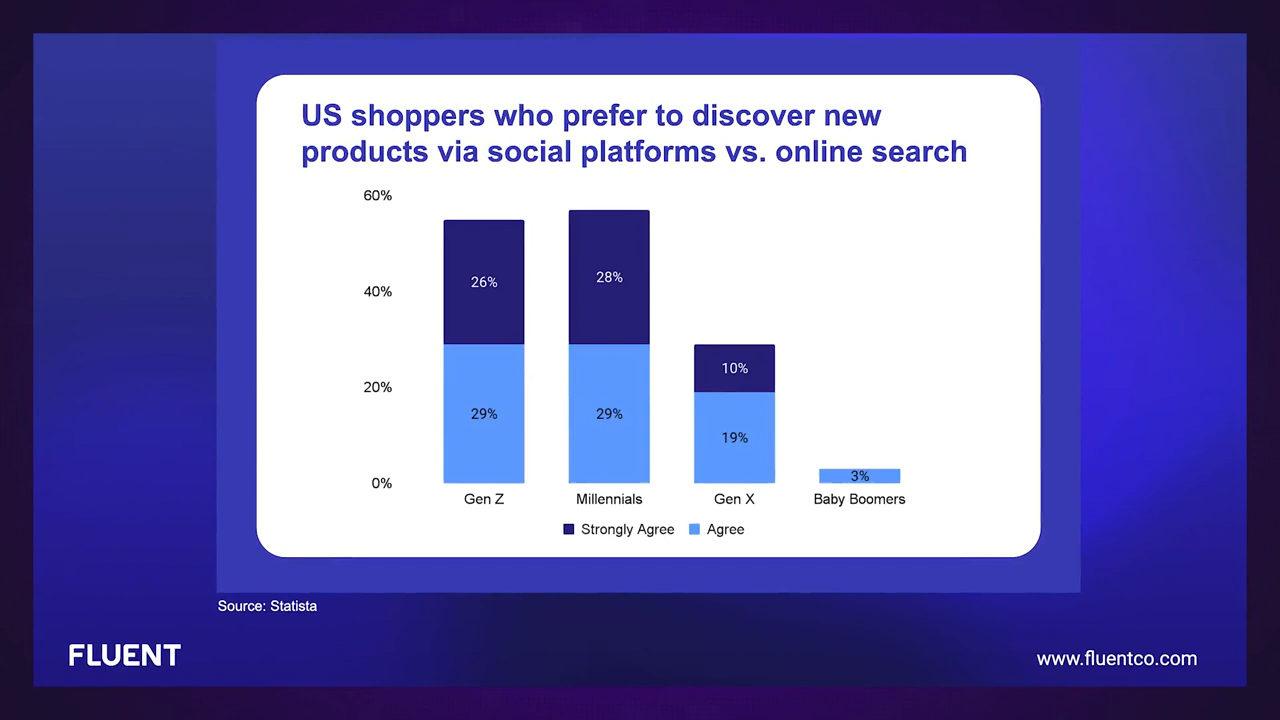 US shoppers who prefer to discover new
products via social platforms vs. online search
60%
40%
20%
0%
26%
29%
28%
29%
10%
19%
3%
Gen Z
Millennials
Gen X
Baby Boomers
Strongly Agree
Agree
Source: Statista
FLUENT
www.fluentco.com